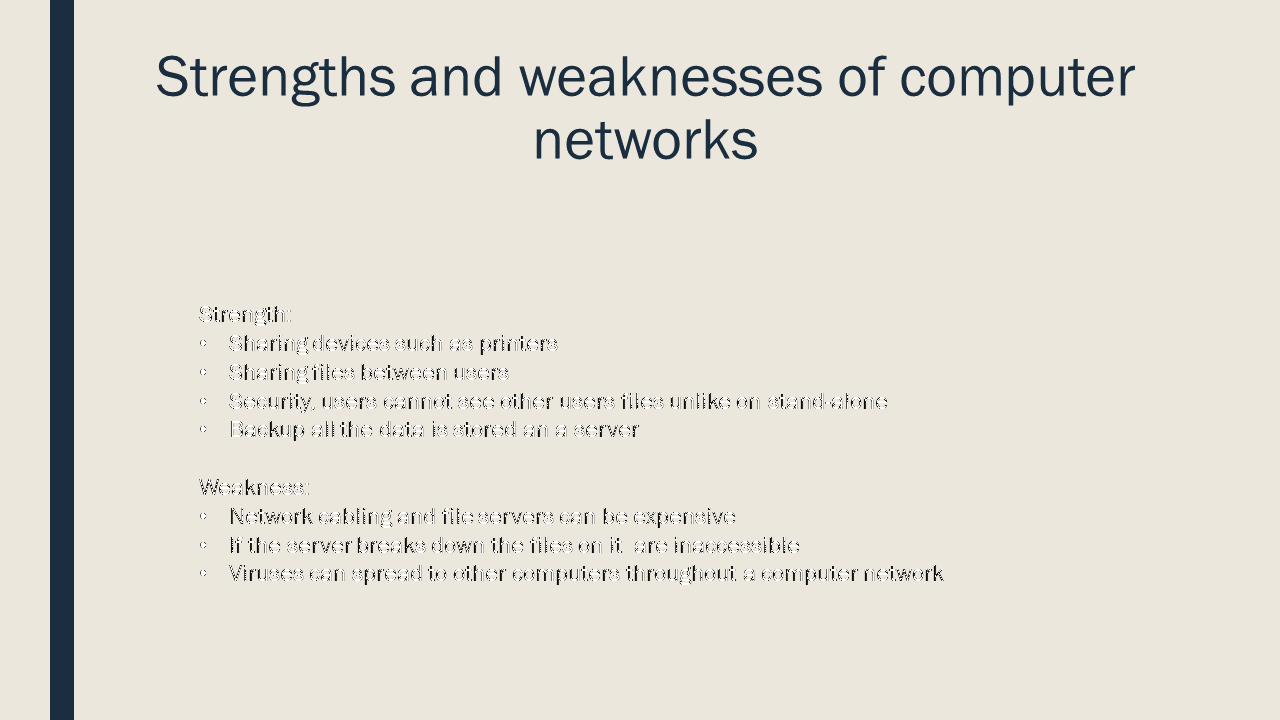 Strengths and weaknesses of computer
networks
Strength:
• Sharing devices such as printers
• Sharing files between users
• Security, users cannot see other users files unlike on stand-alone
• Backup all the data is stored an a server
Weakness:
• Network cabling and file servers can be expensive
• If the server breaks down the files on it are inaccessible
• Viruses can spread to other computers throughout a computer network